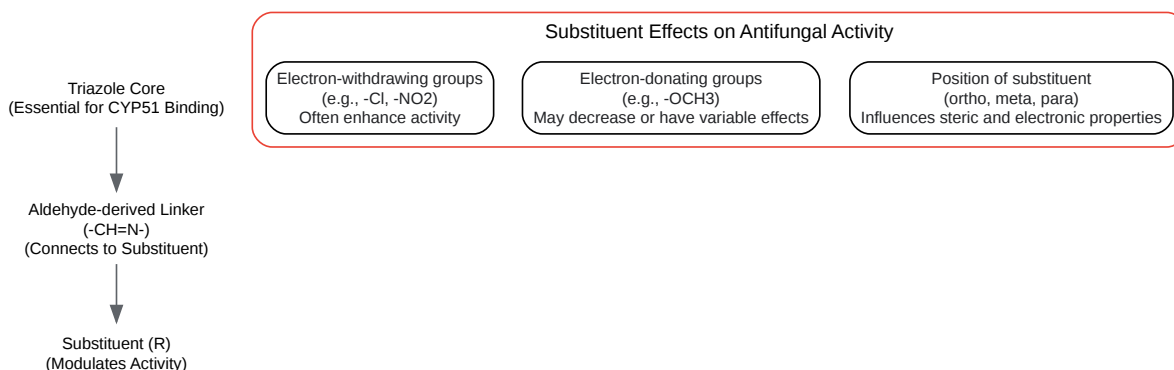 Substituent Effects on Antifungal Activity
Electron-withdrawing groups
(e.g., -Cl, -NO2)
Often enhance activity
Electron-donating groups
(e.g., -OCH3)
May decrease or have variable effects
Position of substituent
(ortho, meta, para)
Influences steric and electronic properties
Triazole Core
(Essential for CYP51 Binding)
Aldehyde-derived Linker
(-CH=N-)
(Connects to Substituent)
Substituent (R)
(Modulates Activity)